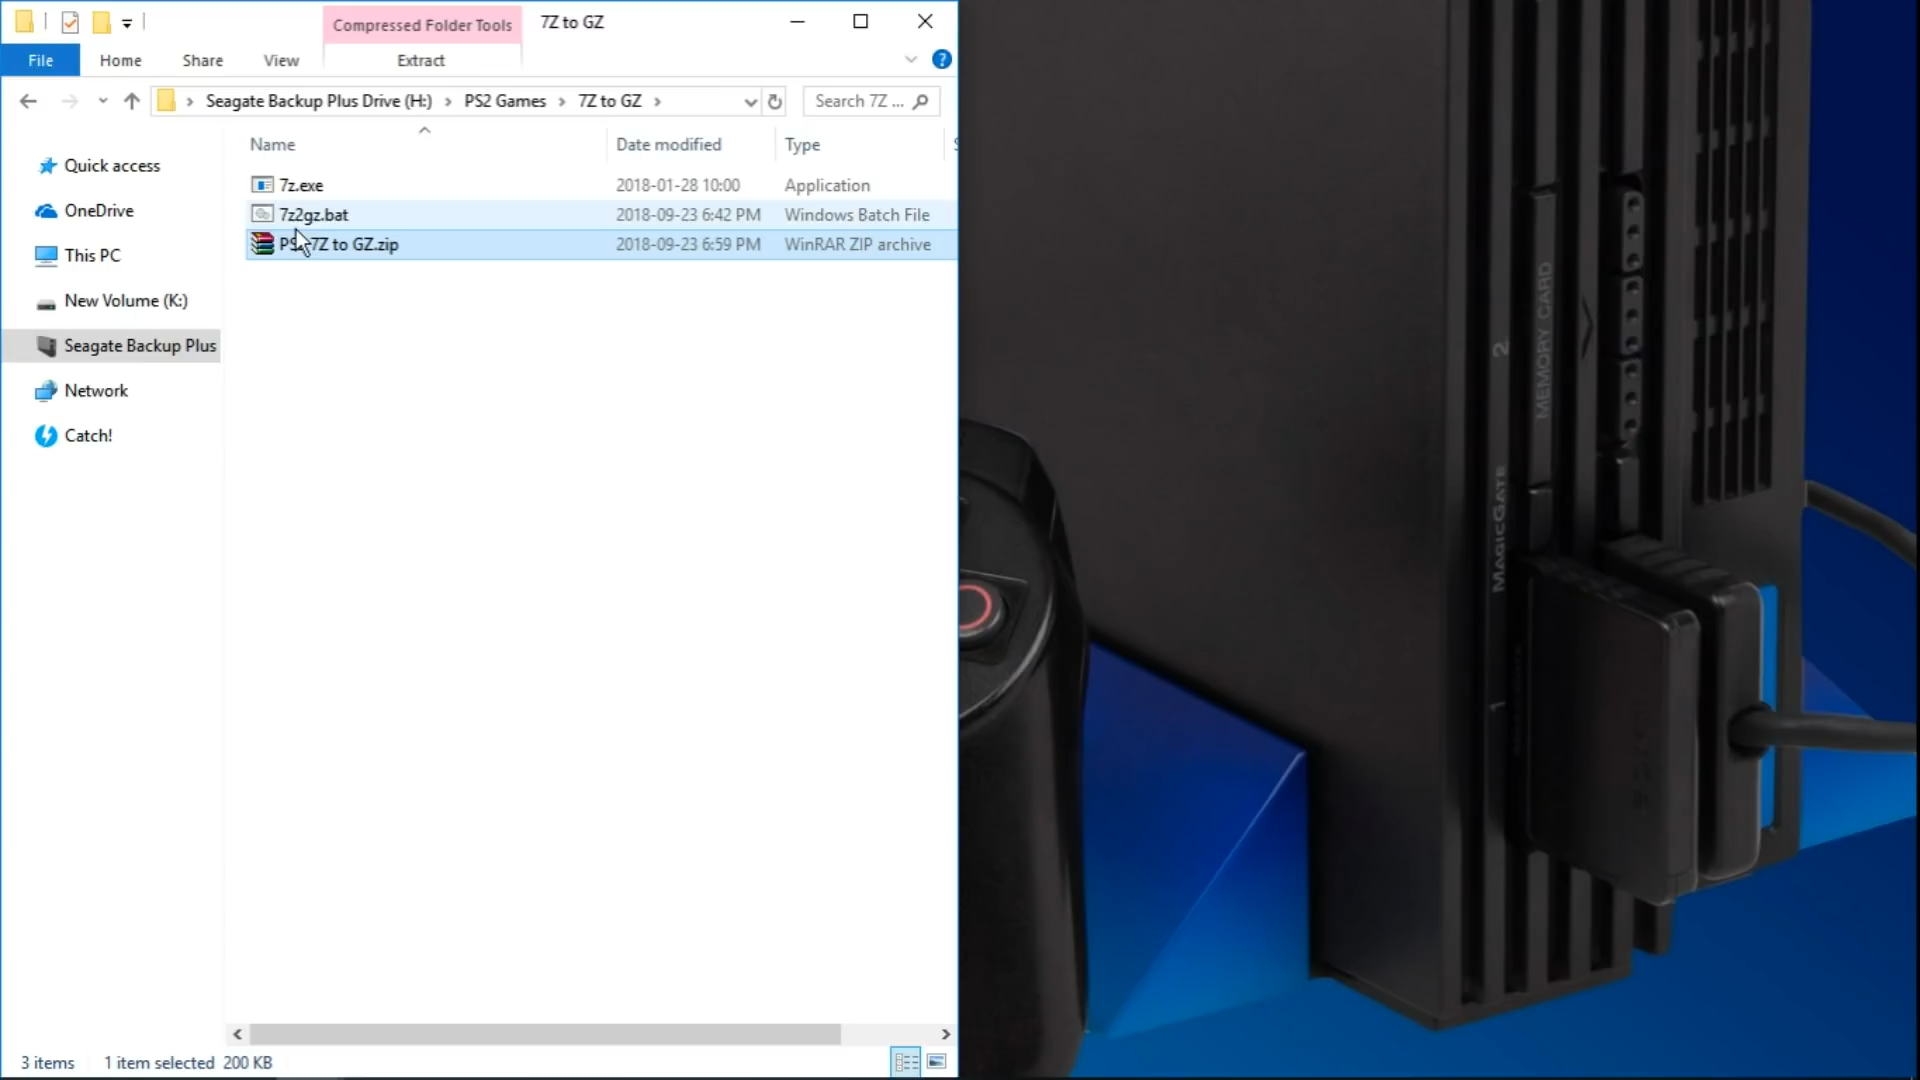 Compressed Folder Tools
7Z to GZ
File
Home
Share
View
Extract
Seagate Backup Plus Drive (H:)
PS2 Games
7Z to GZ
Search 7Z ...
Name
Date modified
Type
Quick access
OneDrive
This PC
New Volume (K:)
Seagate Backup Plus
Network
Catch!
7z.exe
2018-01-28 10:00
Application
7z2gz.bat
2018-09-23 6:42 PM
Windows Batch File
7Z to GZ.zip
2018-09-23 6:59 PM
WinRAR ZIP archive
3 items
1 item selected 200 KB
2
MEMORY CARD
MAGICGATE
1